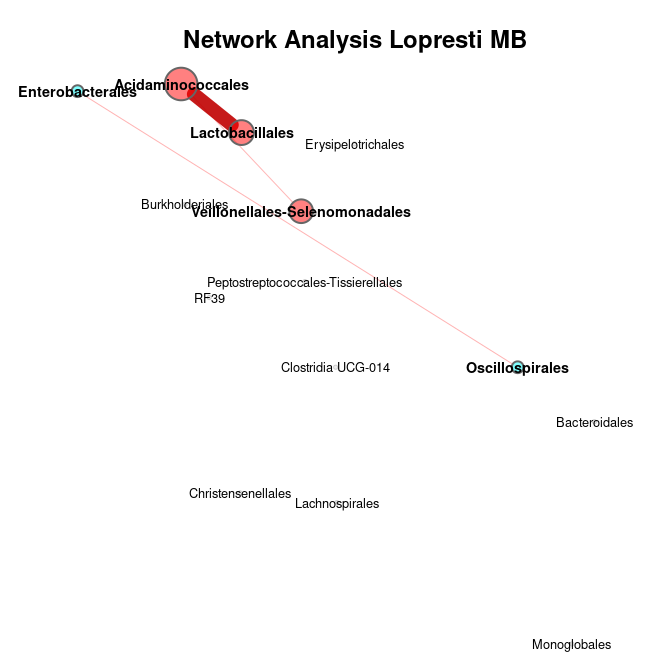 Network Analysis Lopresti MB
Acidaminococcales
Enterobacterales
Lactobacillales
Erysipelotrichales
Burkholderiales
Veillonellales-Selenomonadales
Peptostreptococcales-Tissierellales
RF39
Clostridia UCG-014
Oscillospirales
Bacteroidales
Christensenellales
Lachnospirales
Monoglobales